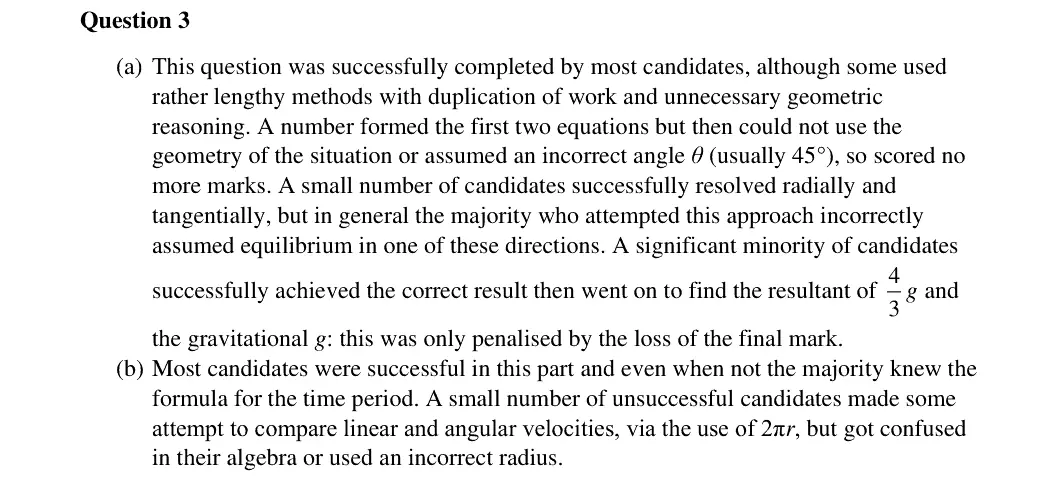 Question 3
(a) This question was successfully completed by most candidates, although some used
rather lengthy methods with duplication of work and unnecessary geometric
reasoning. A number formed the first two equations but then could not use the
geometry of the situation or assumed an incorrect angle θ (usually 45°), so scored no
more marks. A small number of candidates successfully resolved radially and
tangentially, but in general the majority who attempted this approach incorrectly
assumed equilibrium in one of these directions. A significant minority of candidates
successfully achieved the correct result then went on to find the resultant of 4/3 g and
the gravitational g: this was only penalised by the loss of the final mark.
(b) Most candidates were successful in this part and even when not the majority knew the
formula for the time period. A small number of unsuccessful candidates made some
attempt to compare linear and angular velocities, via the use of 2πr, but got confused
in their algebra or used an incorrect radius.